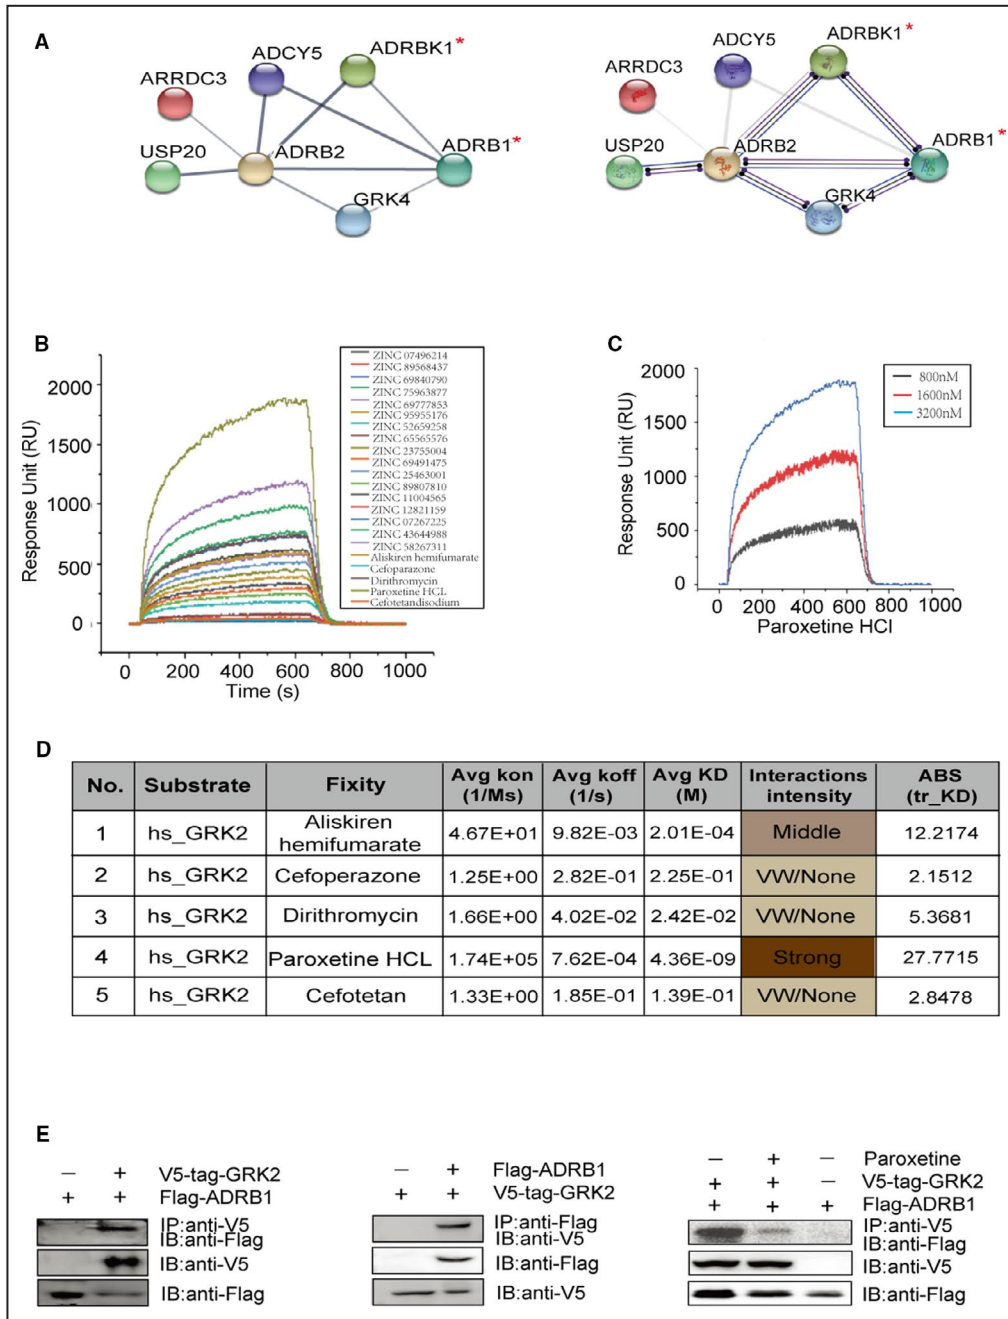 A
ADCY5
ADRBK1*
ARRDC3
USP20
ADRB2
ADRB1*
GRK4
ADCY5
ADRBK1*
ARRDC3
USP20
ADRB2
ADRB1*
GRK4
B
Response Unit (RU)
2000
1500
1000
500
0
0 200 400 600 800 1000
Time (s)
ZINC 07496214
ZINC 89568437
ZINC 69840790
ZINC 75963877
ZINC 69777853
ZINC 95955176
ZINC 52659258
ZINC 65565576
ZINC 23755004
ZINC 69491475
ZINC 25463001
ZINC 89807810
ZINC 11004565
ZINC 12821159
ZINC 07267225
ZINC 43644988
ZINC 58267311
Aliskiren hemifumarate
Cefoparazone
Dirithromycin
Paroxetine HCL
Cefotetandisodium
C
Response Unit (RU)
2000
1500
1000
500
0
0 200 400 600 800 1000
Paroxetine HCl
800nM
1600nM
3200nM
D
No. Substrate Fixity Avg kon (1/Ms) Avg koff (1/s) Avg KD (M) Interactions intensity ABS (tr_KD)
1 hs_GRK2 Aliskiren hemifumarate 4.67E+01 9.82E-03 2.01E-04 Middle 12.2174
2 hs_GRK2 Cefoperazone 1.25E+00 2.82E-01 2.25E-01 VW/None 2.1512
3 hs_GRK2 Dirithromycin 1.66E+00 4.02E-02 2.42E-02 VW/None 5.3681
4 hs_GRK2 Paroxetine HCL 1.74E+05 7.62E-04 4.36E-09 Strong 27.7715
5 hs_GRK2 Cefotetan 1.33E+00 1.85E-01 1.39E-01 VW/None 2.8478
E
– + V5-tag-GRK2
+ + Flag-ADRB1
IP:anti-V5
IB:anti-Flag
IB:anti-V5
IB:anti-Flag
– + Flag-ADRB1
+ + V5-tag-GRK2
IP:anti-Flag
IB:anti-V5
IB:anti-Flag
IB:anti-V5
– + – Paroxetine
+ + – V5-tag-GRK2
+ + + Flag-ADRB1
IP:anti-V5
IB:anti-Flag
IB:anti-V5
IB:anti-Flag